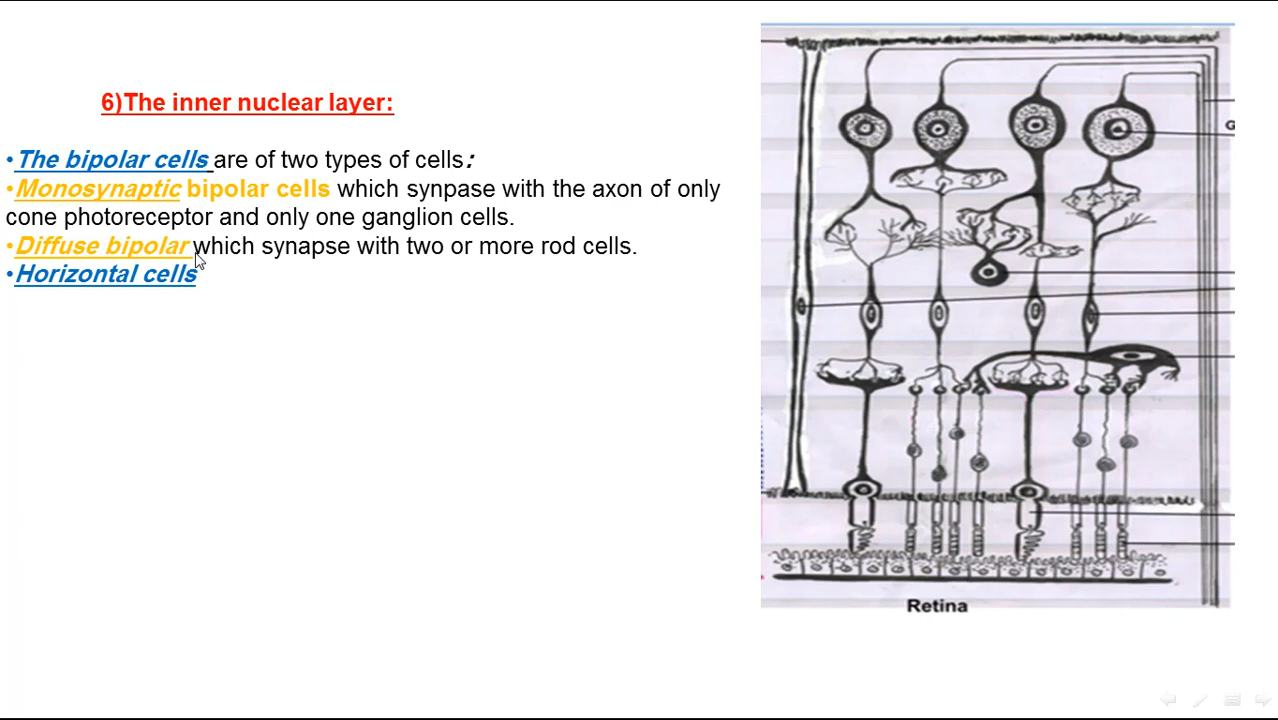 6)The inner nuclear layer:
•The bipolar cells are of two types of cells:
•Monosynaptic bipolar cells which synpase with the axon of only
cone photoreceptor and only one ganglion cells.
•Diffuse bipolar which synapse with two or more rod cells.
•Horizontal cells
G
Retina